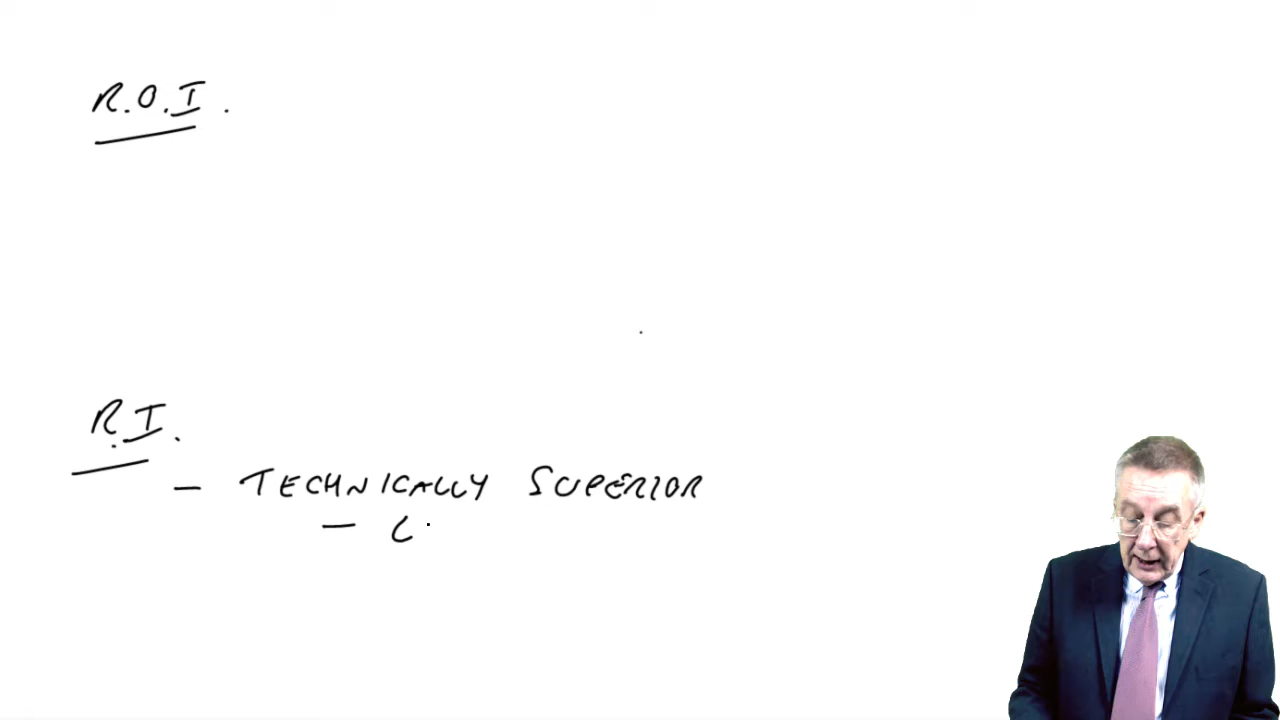 R.O.I.
R.I.
– TECHNICALLY SUPERIOR
–